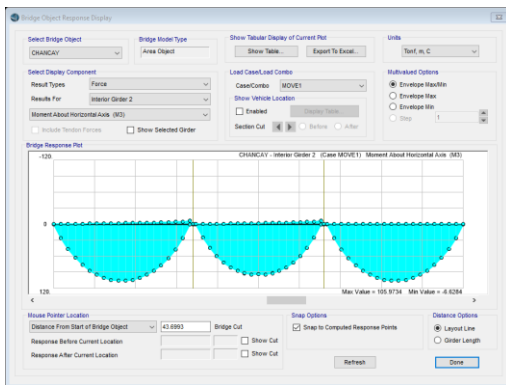 Bridge Object Response Display
Select Bridge Object
CHANCAY
Bridge Model Type
Area Object
Show Tabular Display of Current Plot
Show Table...
Export To Excel...
Units
Tonf, m, C
Select Display Component
Result Types
Force
Results For
Interior Girder 2
Moment About Horizontal Axis (M3)
Include Tendon Forces
Show Selected Girder
Load Case/Load Combo
Case/Combo
MOVE1
Show Vehicle Location
Enabled
Display Table...
Section Cut
Before
After
Multivalued Options
Envelope Max/Min
Envelope Max
Envelope Min
Step
1
Bridge Response Plot
-120.
CHANCAY - Interior Girder 2 (Case MOVE1) Moment About Horizontal Axis (M3)
0
120.
Max Value = 105.9734 Min Value = -6.6284
Mouse Pointer Location
Distance From Start of Bridge Object
43.8993
Bridge Cut
Response Before Current Location
Show Cut
Response After Current Location
Show Cut
Snap Options
Snap to Computed Response Points
Distance Options
Layout Line
Girder Length
Refresh
Done